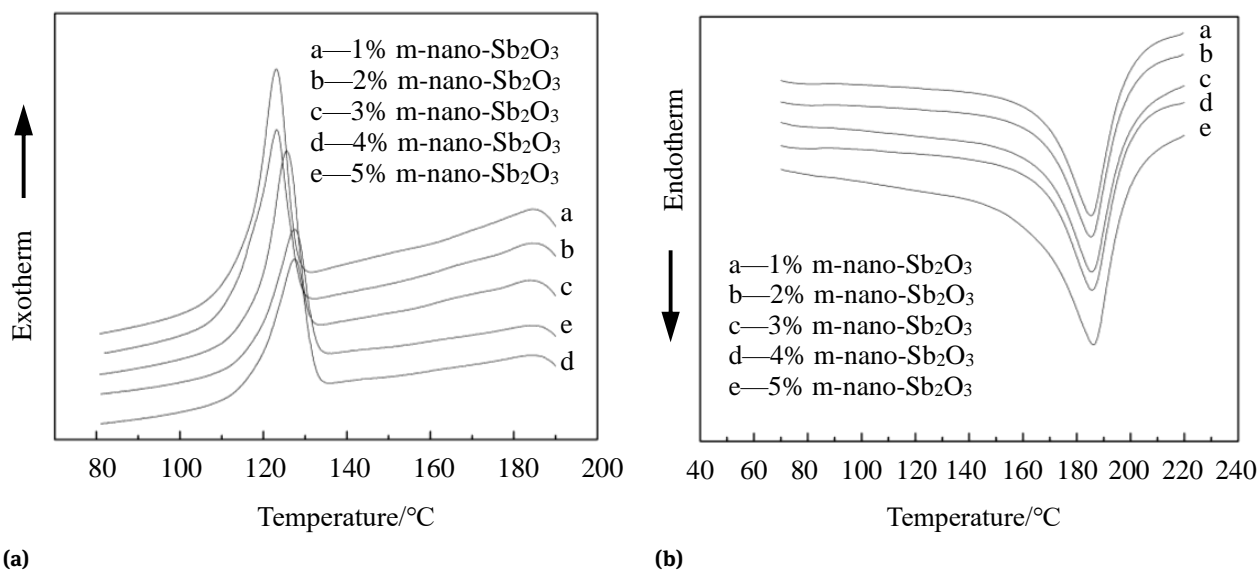 Exotherm
a—1% m-nano-Sb₂O₃
b—2% m-nano-Sb₂O₃
c—3% m-nano-Sb₂O₃
d—4% m-nano-Sb₂O₃
e—5% m-nano-Sb₂O₃
a
b
c
e
d
80 100 120 140 160 180 200
Temperature/°C
(a)
Endotherm
a
b
c
d
e
a—1% m-nano-Sb₂O₃
b—2% m-nano-Sb₂O₃
c—3% m-nano-Sb₂O₃
d—4% m-nano-Sb₂O₃
e—5% m-nano-Sb₂O₃
40 60 80 100 120 140 160 180 200 220 240
Temperature/°C
(b)